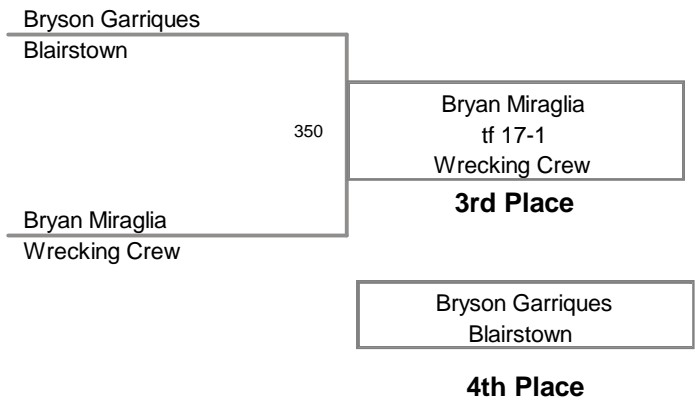 Bryson Garriques
Blairstown
350
Bryan Miraglia
tf 17-1
Wrecking Crew
3rd Place
Bryan Miraglia
Wrecking Crew
Bryson Garriques
Blairstown
4th Place